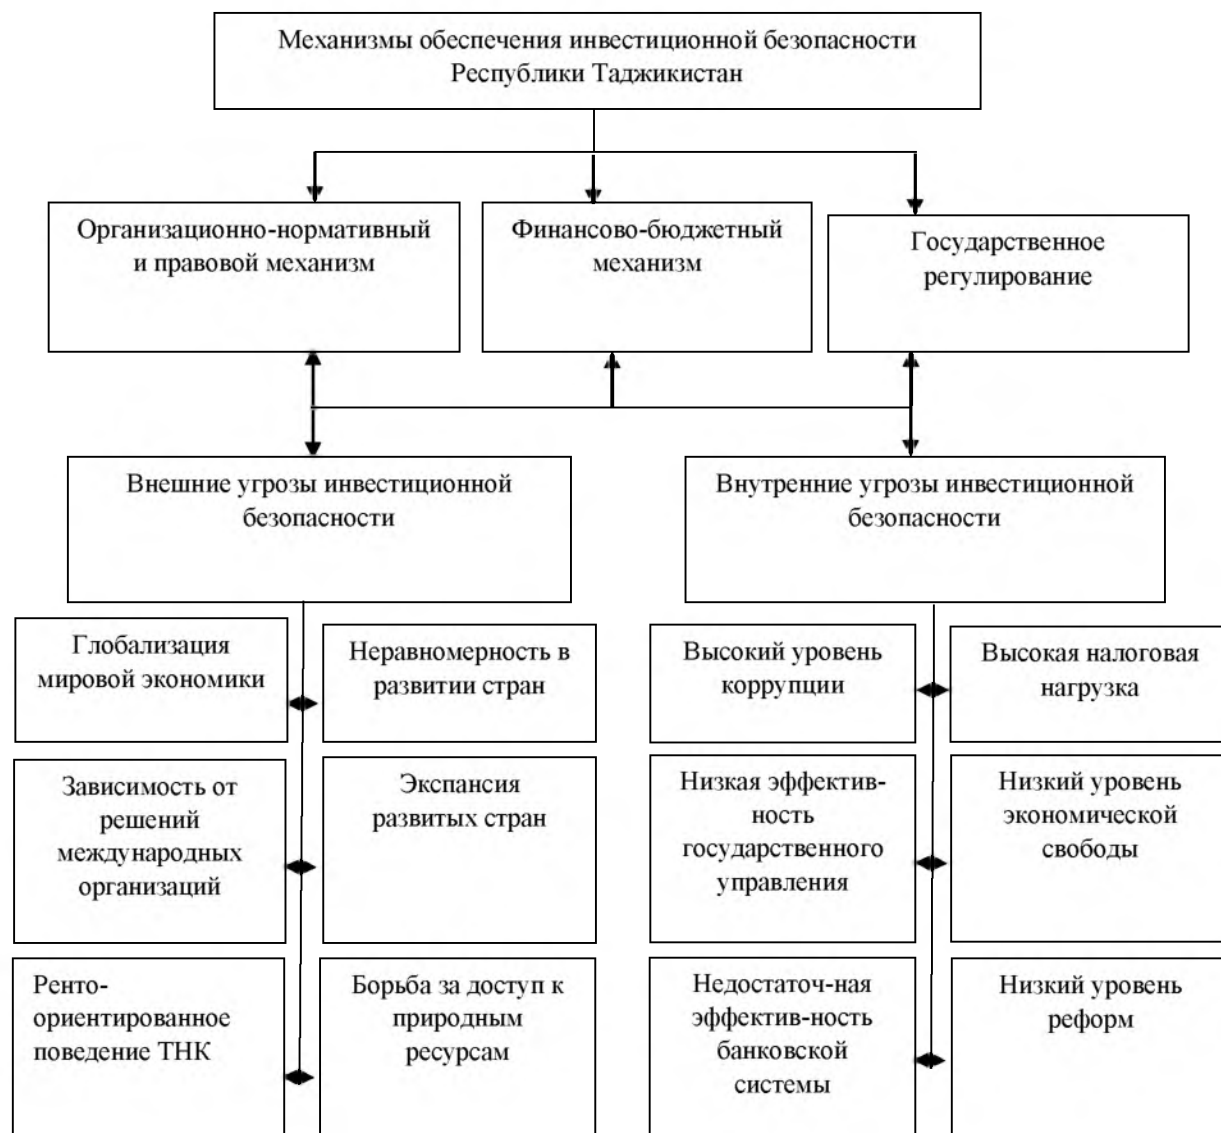 Механизмы обеспечения инвестиционной безопасности
Республики Таджикистан
Организационно-нормативный
и правовой механизм
Финансово-бюджетный
механизм
Государственное
регулирование
Внешние угрозы инвестиционной
безопасности
Внутренние угрозы инвестиционной
безопасности
Глобализация
мировой экономики
Неравномерность в
развитии стран
Высокий уровень
коррупции
Высокая налоговая
нагрузка
Зависимость от
решений
международных
организаций
Экспансия
развитых стран
Низкая эффектив-
ность
государственного
управления
Низкий уровень
экономической
свободы
Ренто-
ориентированное
поведение ТНК
Борьба за доступ к
природным
ресурсам
Недостаточ-ная
эффектив-ность
банковской
системы
Низкий уровень
реформ